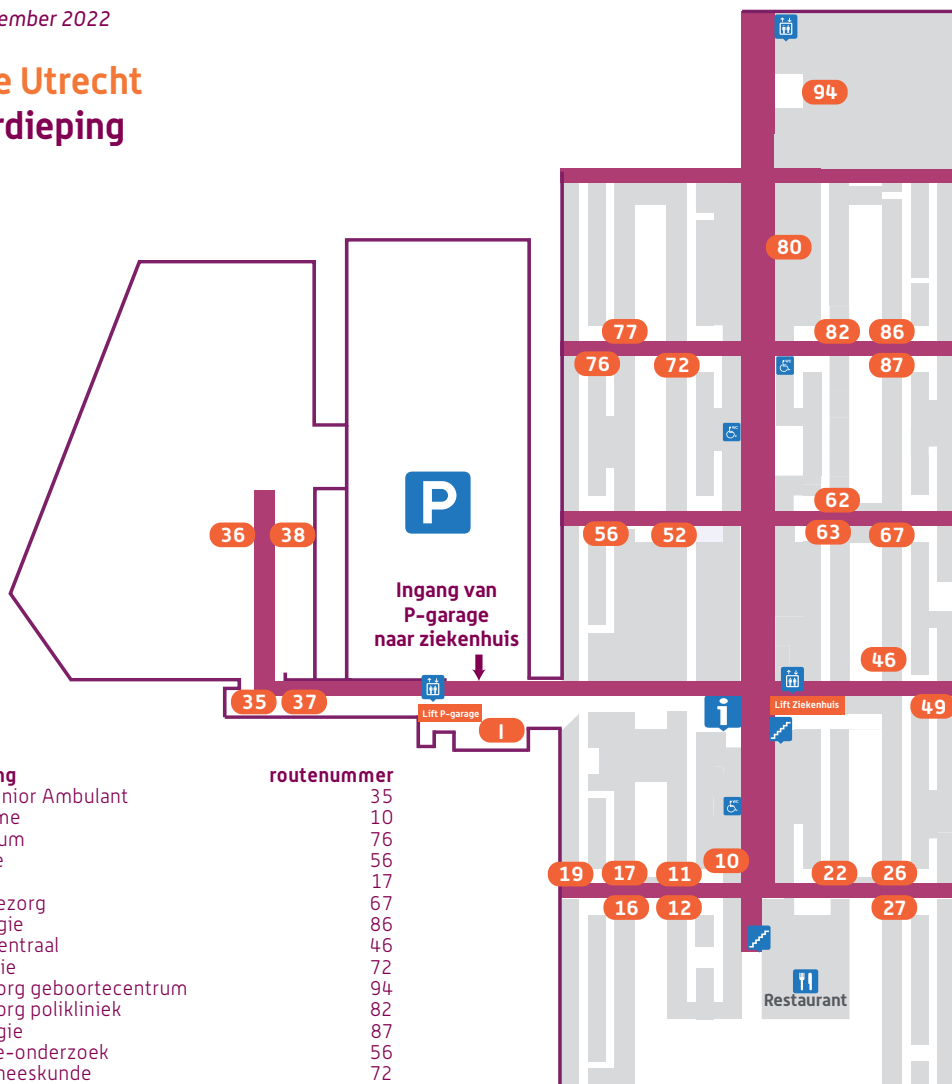 ember 2022
e Utrecht
rdieping
94
80
77
82 86
76 72 87
P
62
36 38 56 52 63 67
Ingang van
P-garage
naar ziekenhuis
46
35 37
Lift P-garage
Lift Ziekenhuis
49
I
i
ng routenummer
nior Ambulant 35
me 10
um 76
e 56
17
ezorg 67
gie 86
entraal 46
ie 72
org geboortecentrum 94
org polikliniek 82
gie 87
e-onderzoek 56
neeskunde 72
WC
WC
WC
10
19 17 11 22 26
16 12 27
Restaurant